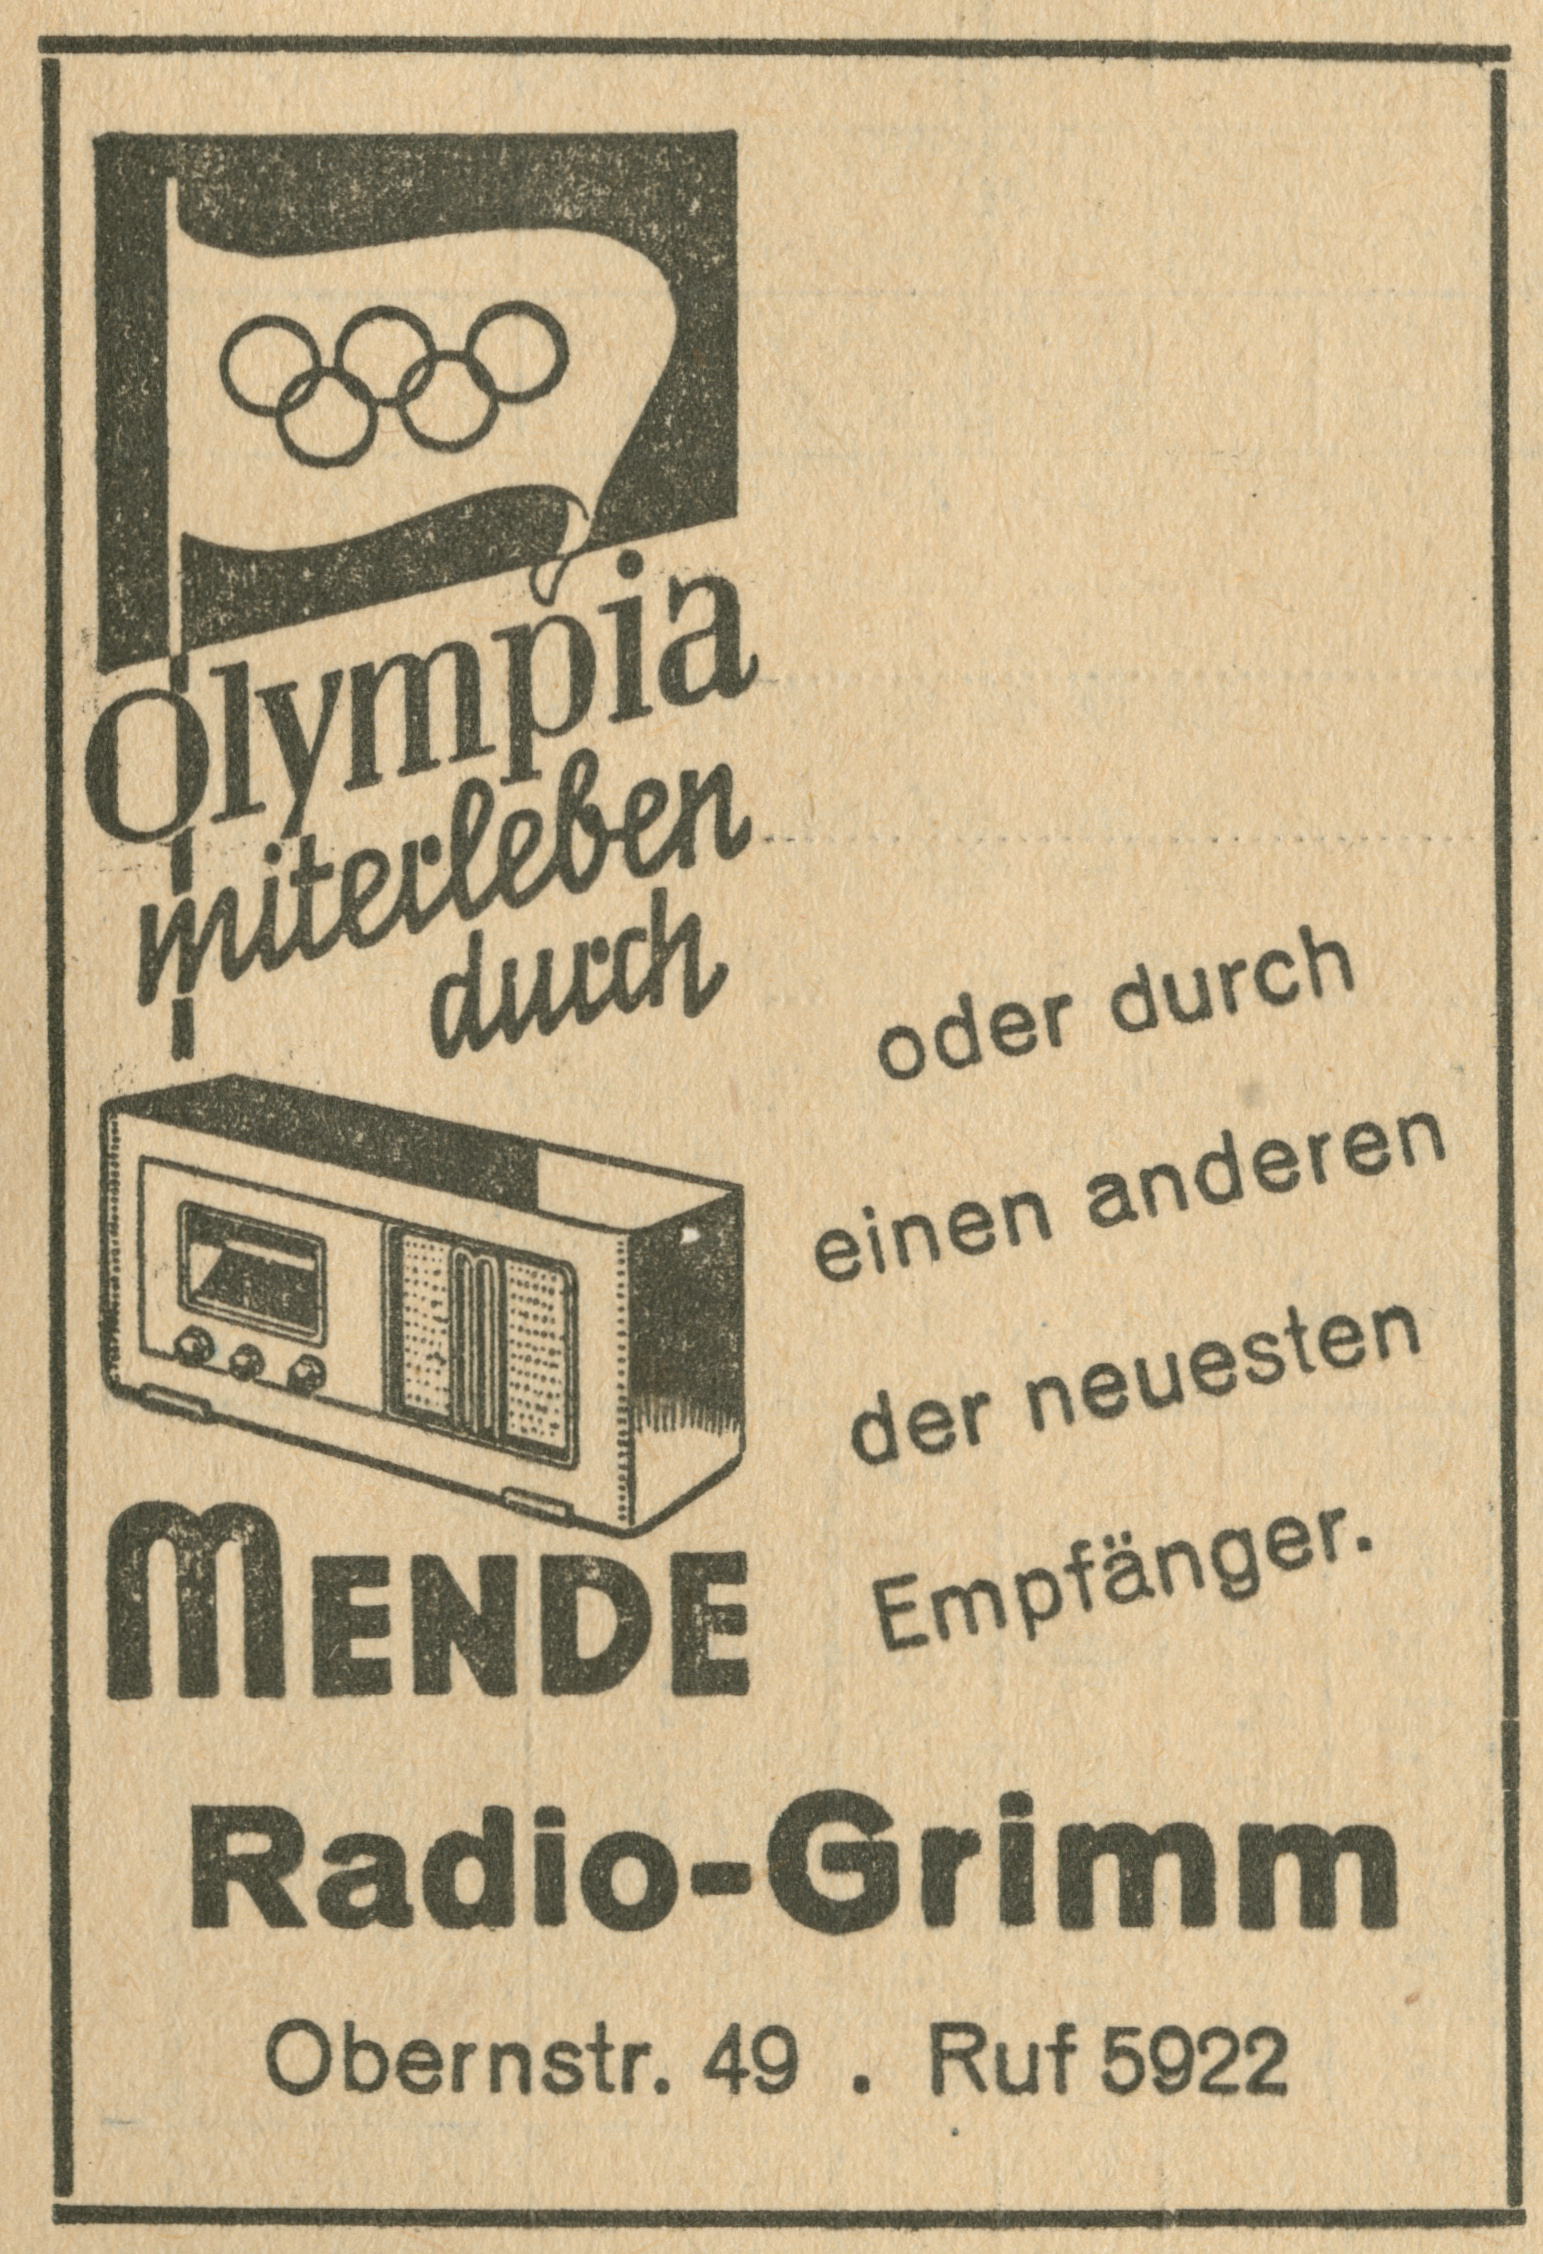 Olympia
miterleben
durch
MENDE
oder durch
einen anderen
der neuesten
Empfänger.
Radio-Grimm
Obernstr. 49 . Ruf 5922